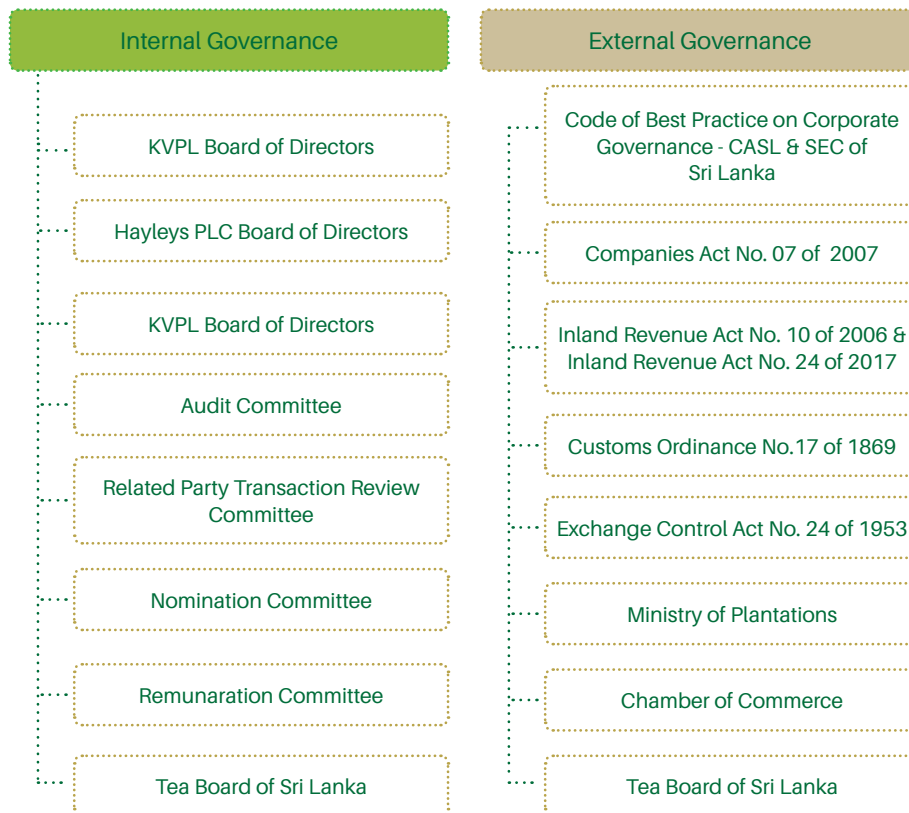 Internal Governance
KVPL Board of Directors
Hayleys PLC Board of Directors
KVPL Board of Directors
Audit Committee
Related Party Transaction Review
Committee
Nomination Committee
Remunaration Committee
Tea Board of Sri Lanka
External Governance
Code of Best Practice on Corporate
Governance - CASL & SEC of
Sri Lanka
Companies Act No. 07 of 2007
Inland Revenue Act No. 10 of 2006 &
Inland Revenue Act No. 24 of 2017
Customs Ordinance No.17 of 1869
Exchange Control Act No. 24 of 1953
Ministry of Plantations
Chamber of Commerce
Tea Board of Sri Lanka